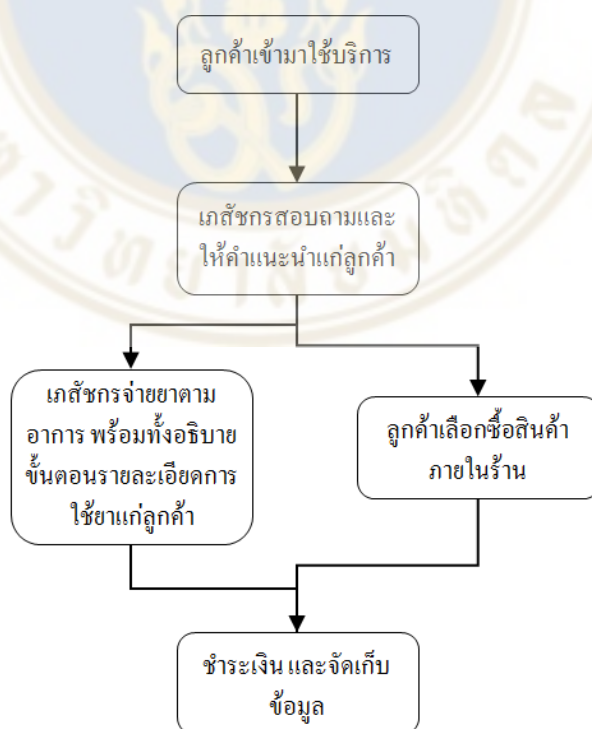 ลูกค้าเข้ามาใช้บริการ
เภสัชกรสอบถามและ
ให้คำแนะนำแก่ลูกค้า
เภสัชกรจ่ายยาตาม
อาการ พร้อมทั้งอธิบาย
ขั้นตอนรายละเอียดการ
ใช้ยาแก่ลูกค้า
ลูกค้าเลือกซื้อสินค้า
ภายในร้าน
ชำระเงิน และจัดเก็บ
ข้อมูล